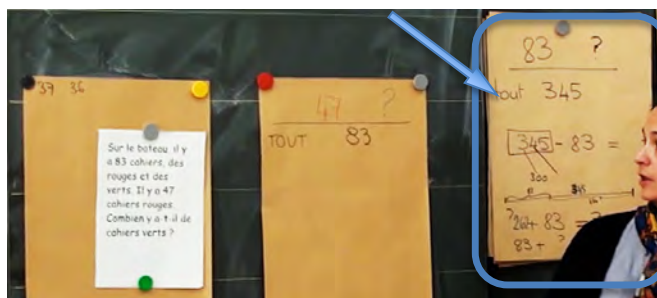 37 36
Sur le bateau, il y
a 83 cahiers, des
rouges et des
verts. Il y a 47
cahiers rouges.
Combien y a-t-il de
cahiers verts ?
47 ?
TOUT 83
83 ?
tout 345
345 - 83 =
300
345
? 262 + 83 = ?
83 + ?